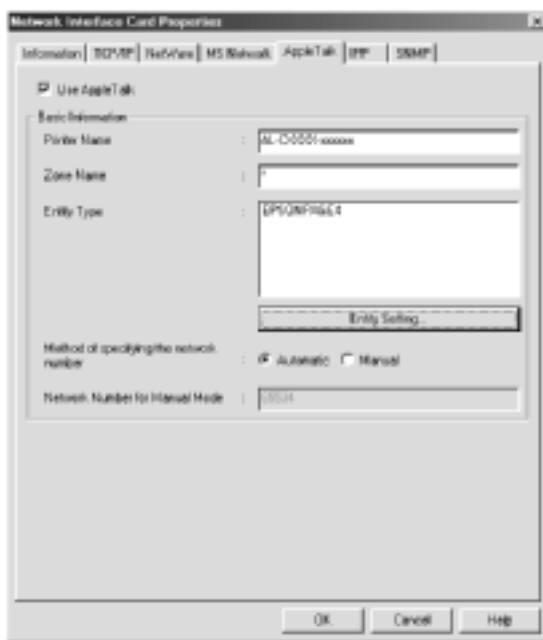 Network Interface Card Properties
Information TCP/IP NetWare MS Network AppleTalk IPP SNMP
Use AppleTalk
Basic Information
Printer Name :
Zone Name : *
Entity Type :
Entity Setting...
Method of specifying the network
number : Automatic Manual
Network Number for Manual Mode :
OK Cancel Help